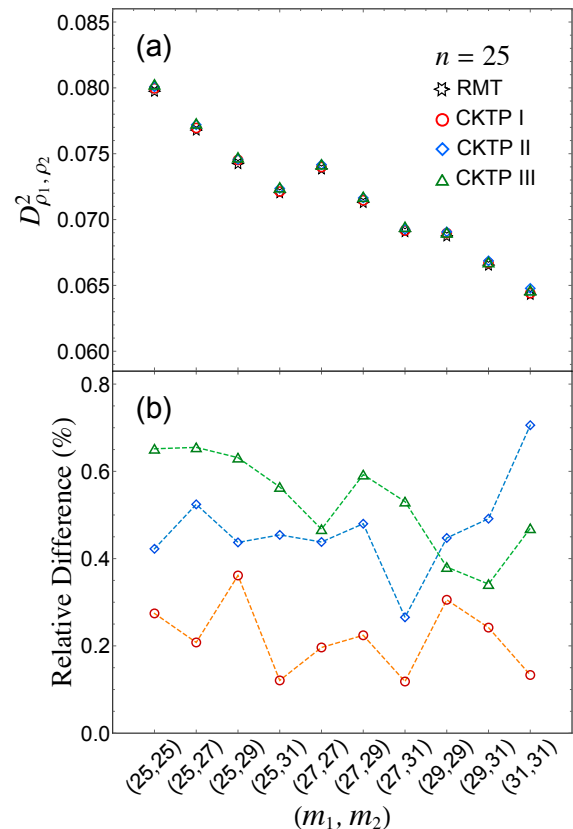 (a)
n = 25
RMT
CKTP I
CKTP II
CKTP III
0.085
0.080
0.075
0.070
0.065
0.060
D²ρ₁, ρ₂
(b)
0.8
0.6
0.4
0.2
0.0
Relative Difference (%)
(25,25) (25,27) (25,29) (25,31) (27,27) (27,29) (27,31) (29,29) (29,31) (31,31)
(m₁, m₂)